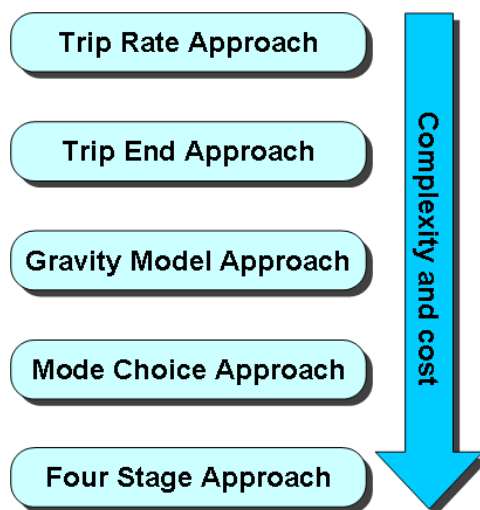 Trip Rate Approach
Trip End Approach
Gravity Model Approach
Mode Choice Approach
Four Stage Approach
Complexity and cost